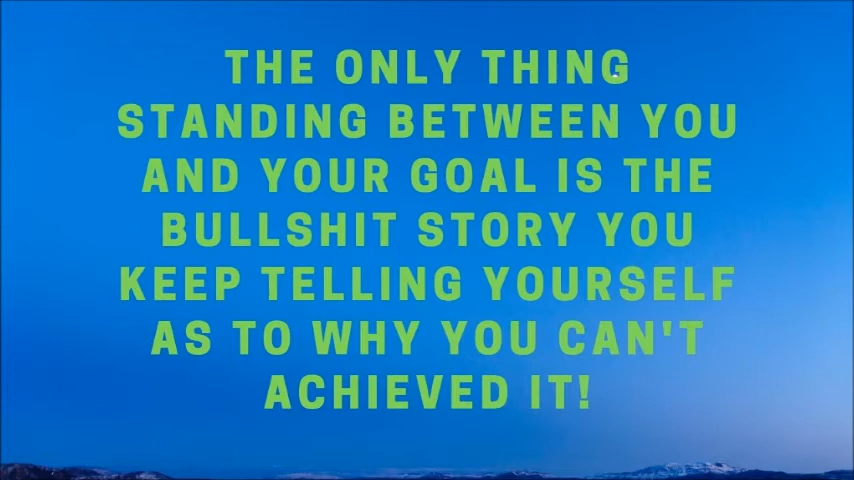 THE ONLY THING
STANDING BETWEEN YOU
AND YOUR GOAL IS THE
BULLSHIT STORY YOU
KEEP TELLING YOURSELF
AS TO WHY YOU CAN'T
ACHIEVED IT!